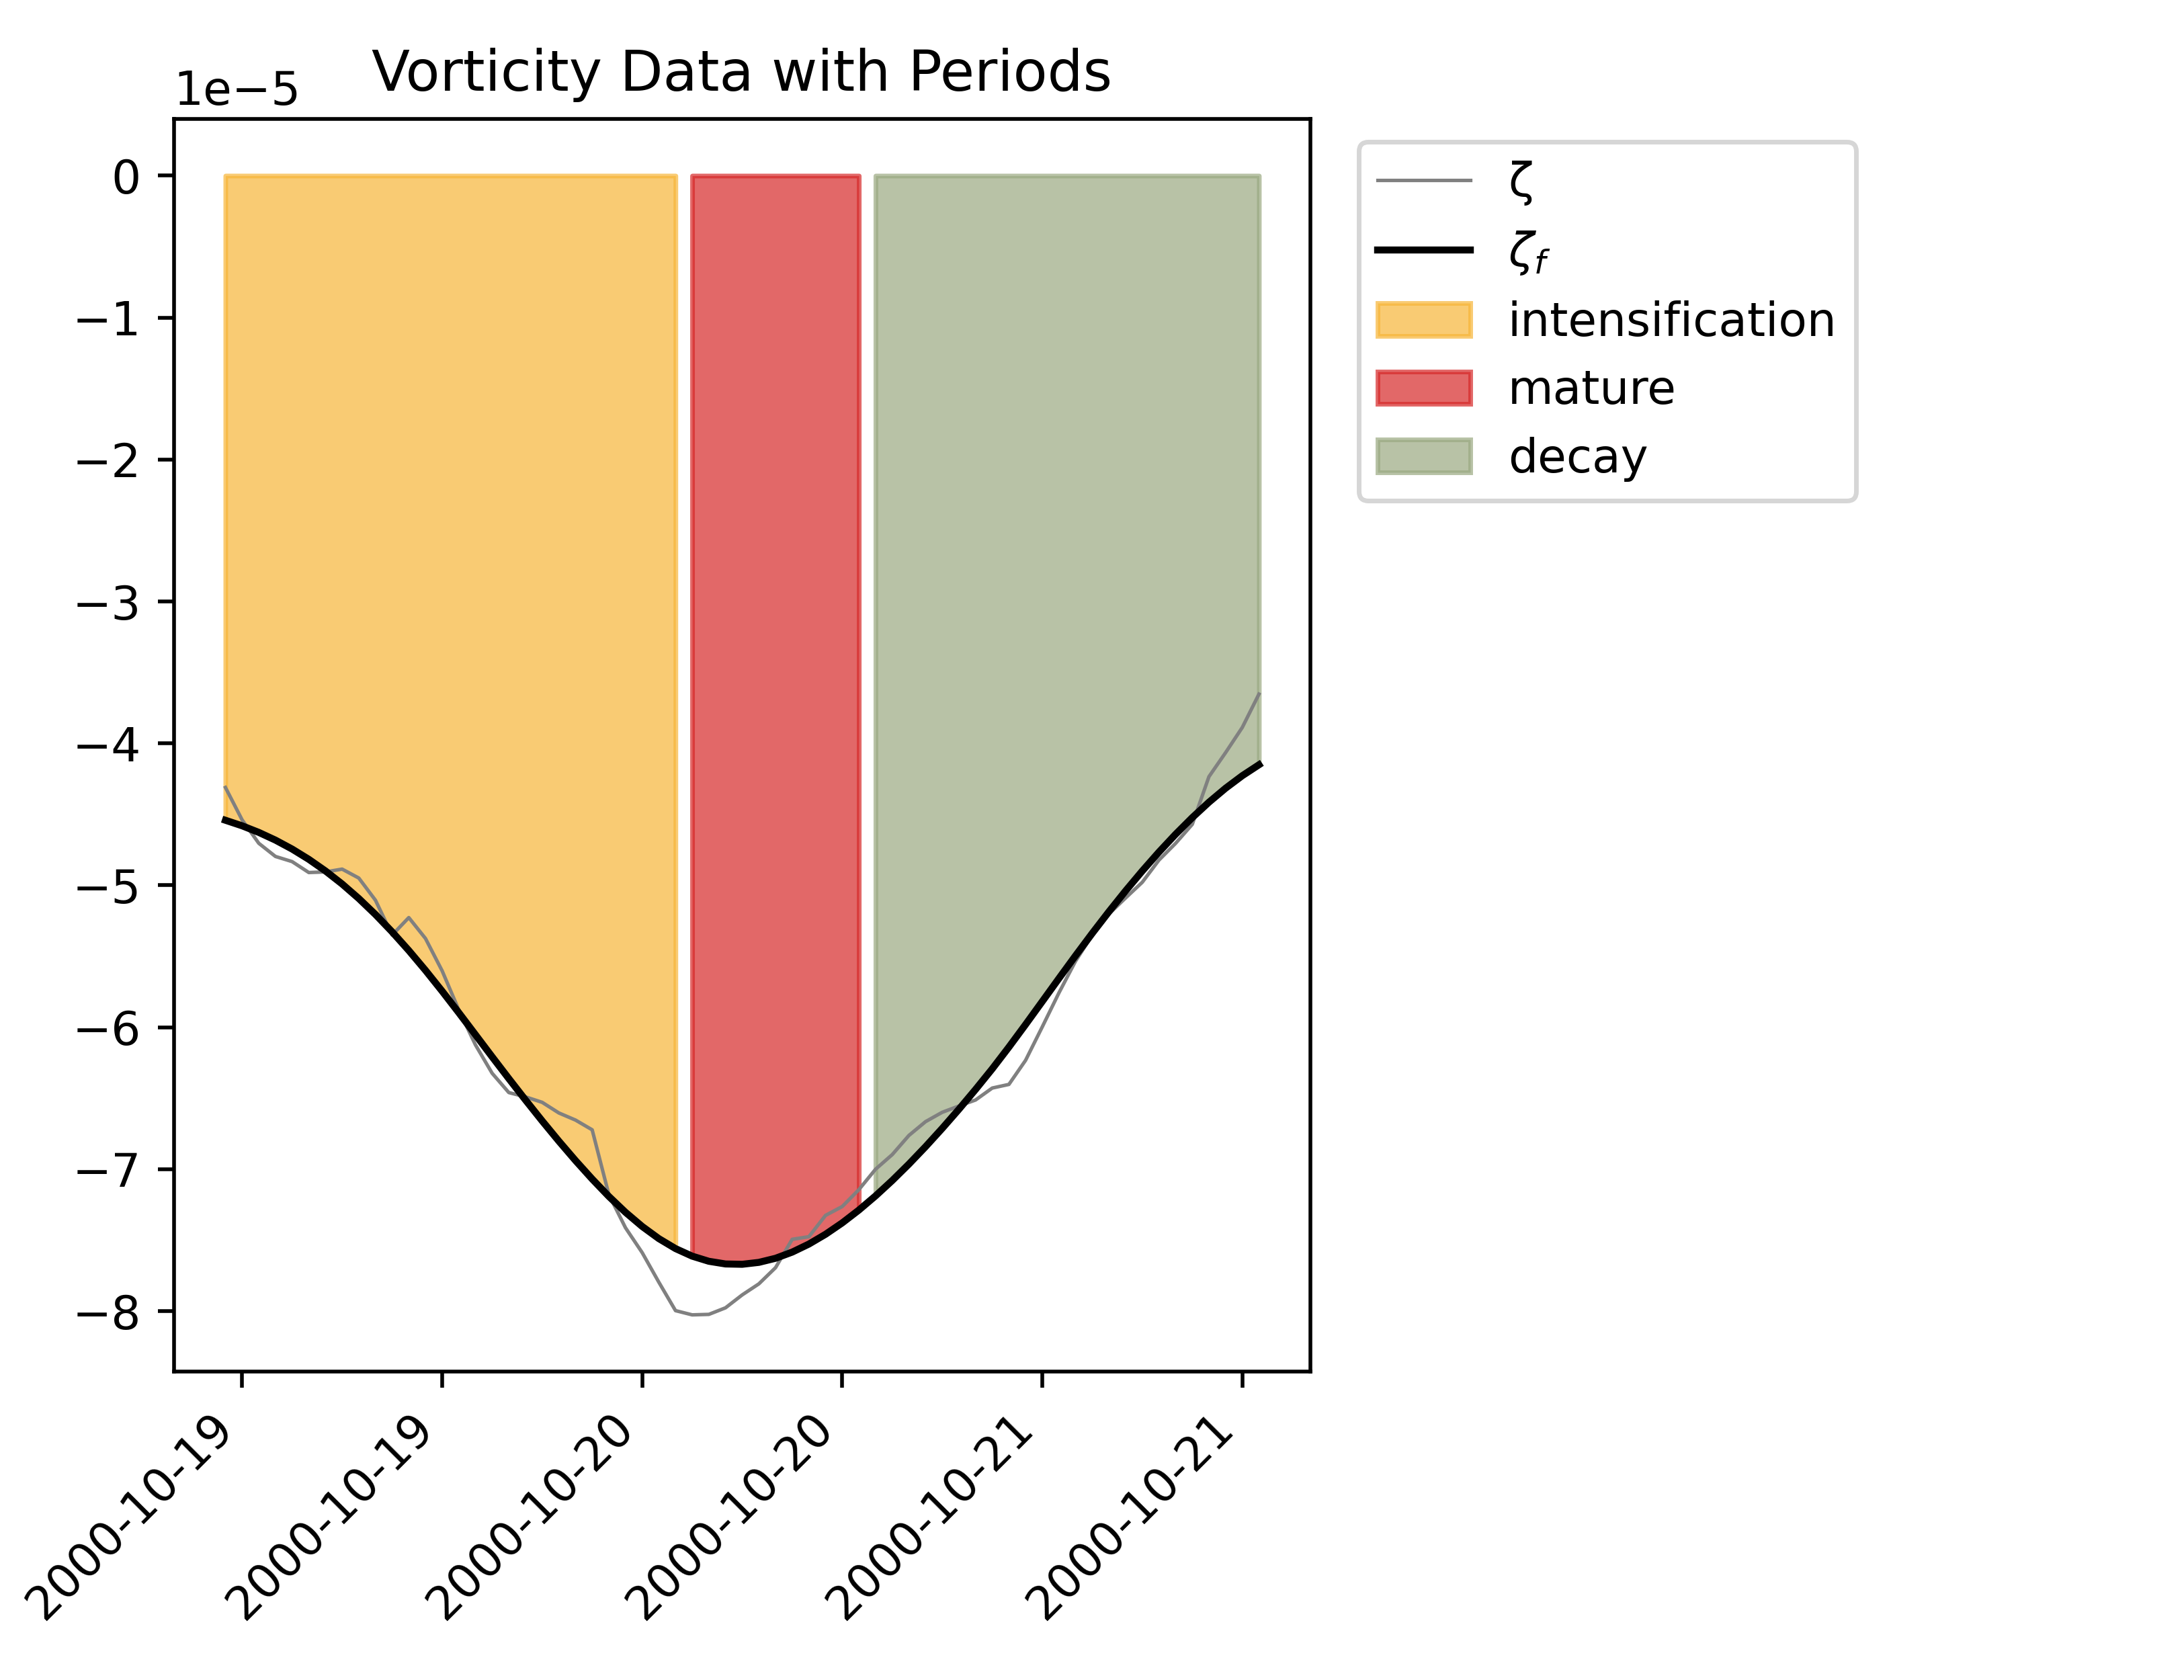 Vorticity Data with Periods
1e−5
0
−1
−2
−3
−4
−5
−6
−7
−8
2000-10-19
2000-10-19
2000-10-20
2000-10-20
2000-10-21
2000-10-21
ζ
ζf
intensification
mature
decay